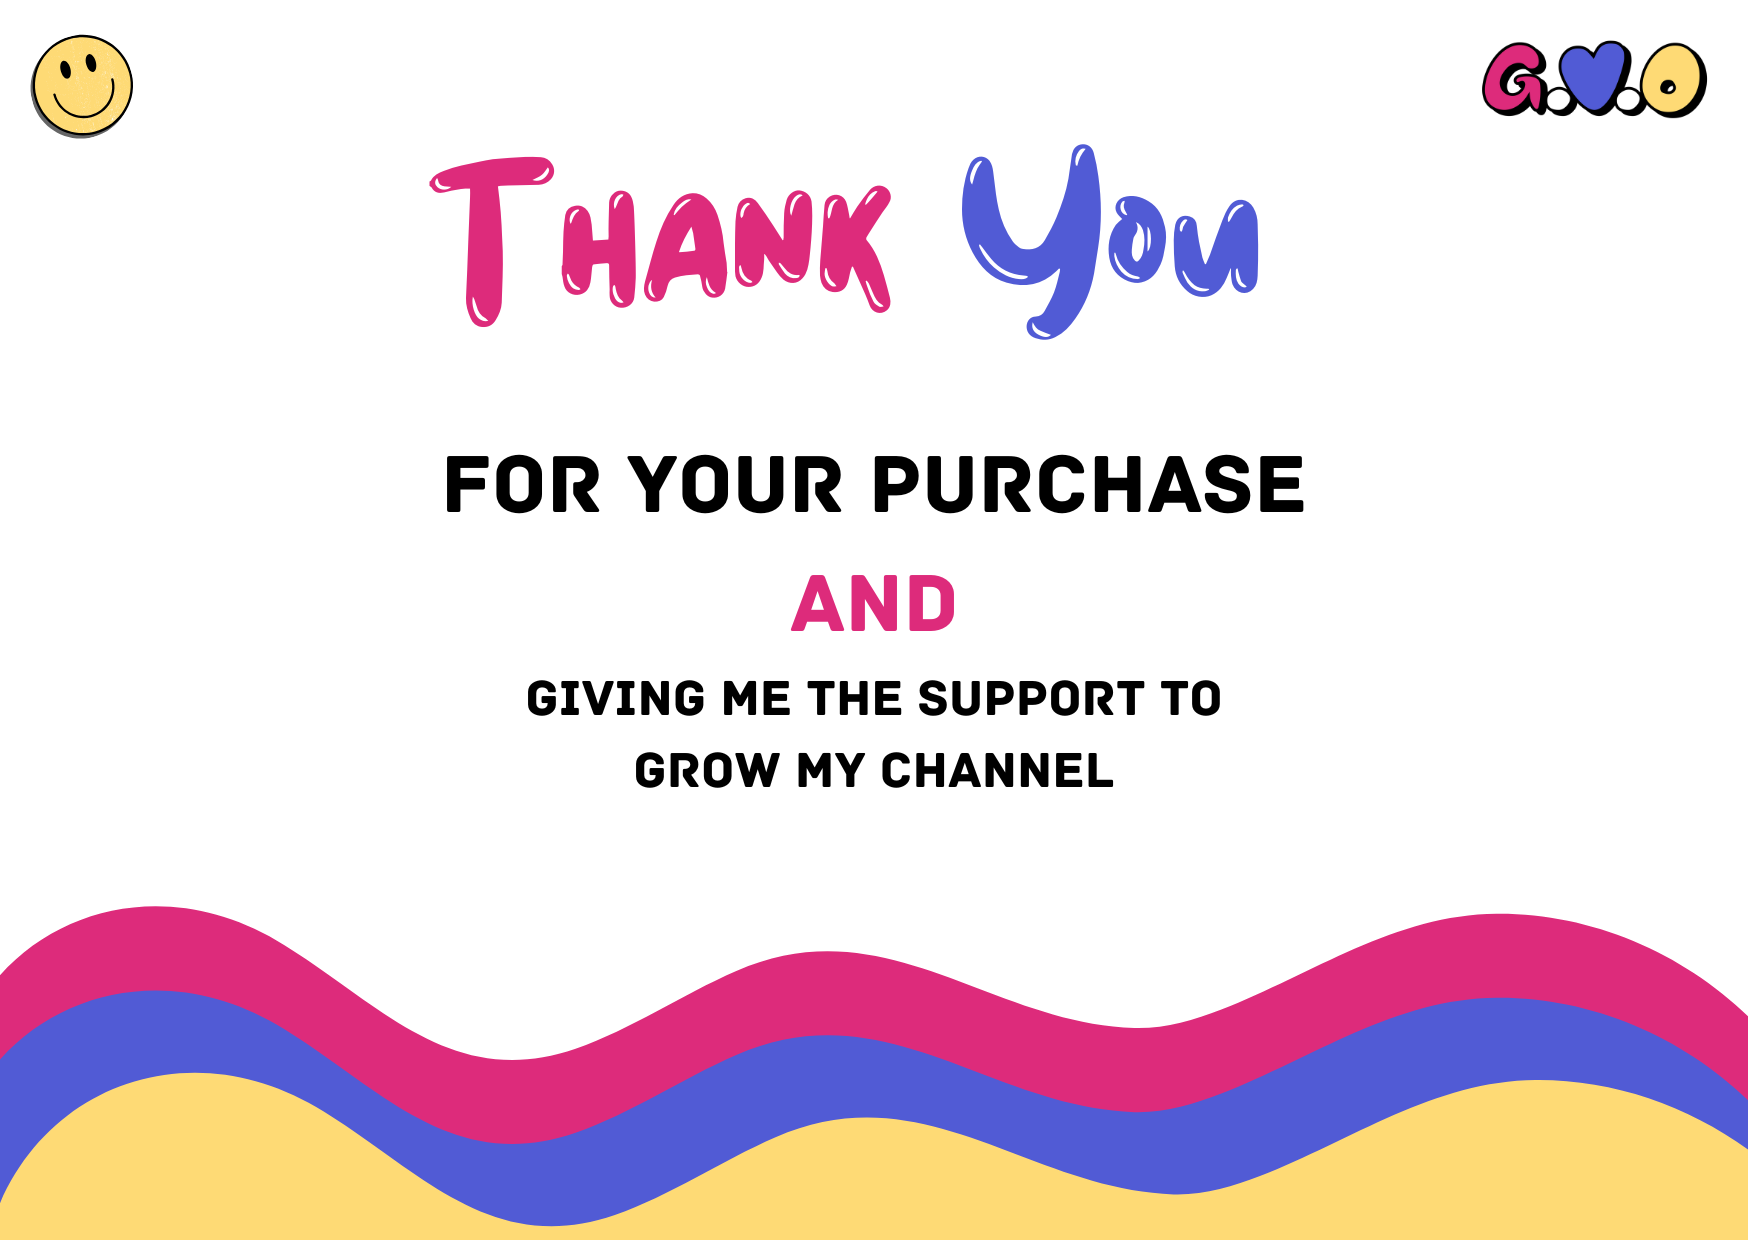 G.♥.O
THANK YOU
FOR YOUR PURCHASE
AND
GIVING ME THE SUPPORT TO
GROW MY CHANNEL